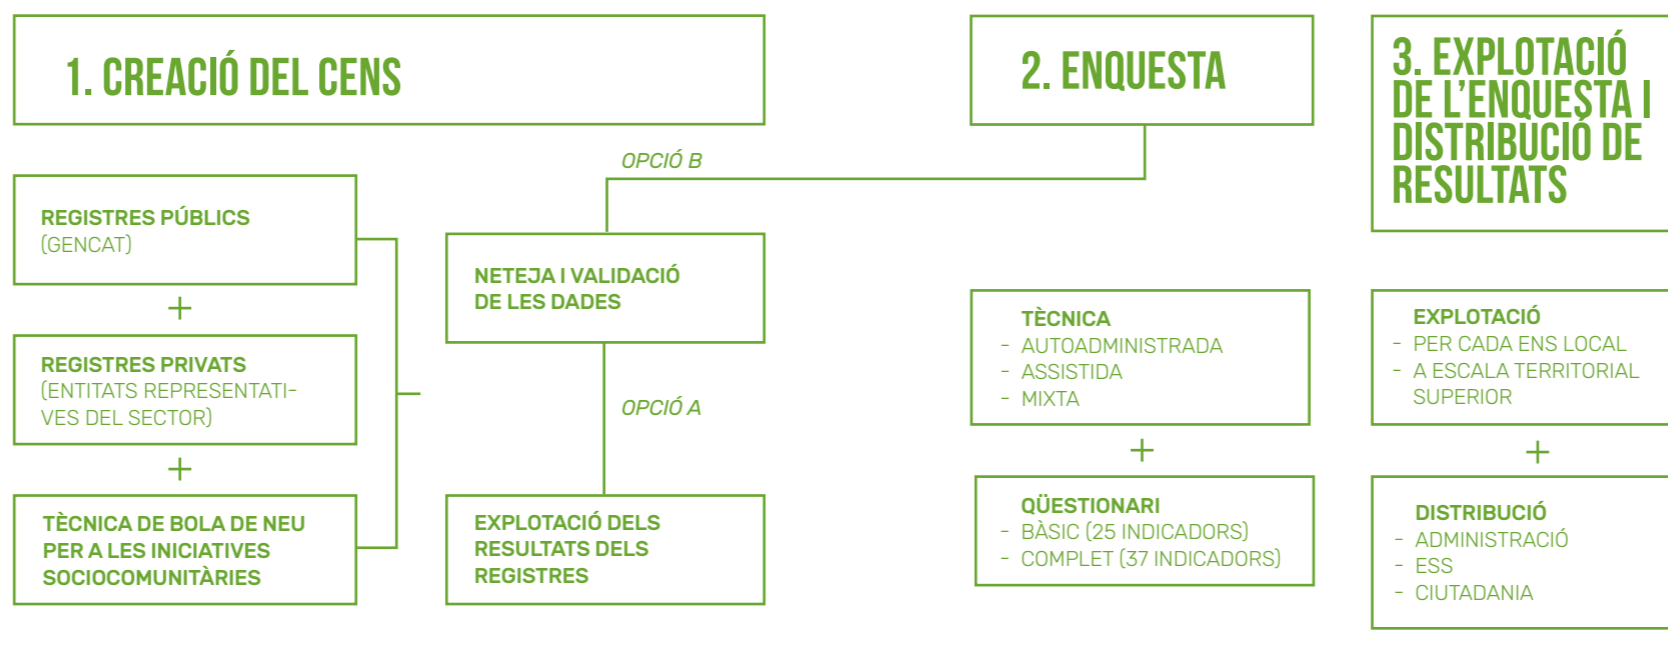 1. CREACIÓ DEL CENS
REGISTRES PÚBLICS
(GENCAT)
+
REGISTRES PRIVATS
(ENTITATS REPRESENTATI-
VES DEL SECTOR)
+
TÈCNICA DE BOLA DE NEU
PER A LES INICIATIVES
SOCIOCOMUNITÀRIES
OPCIÓ B
NETEJA I VALIDACIÓ
DE LES DADES
OPCIÓ A
EXPLOTACIÓ DELS
RESULTATS DELS
REGISTRES
2. ENQUESTA
TÈCNICA
- AUTOADMINISTRADA
- ASSISTIDA
- MIXTA
+
QÜESTIONARI
- BÀSIC (25 INDICADORS)
- COMPLET (37 INDICADORS)
3. EXPLOTACIÓ
DE L'ENQUESTA I
DISTRIBUCIÓ DE
RESULTATS
EXPLOTACIÓ
- PER CADA ENS LOCAL
- A ESCALA TERRITORIAL
SUPERIOR
+
DISTRIBUCIÓ
- ADMINISTRACIÓ
- ESS
- CIUTADANIA